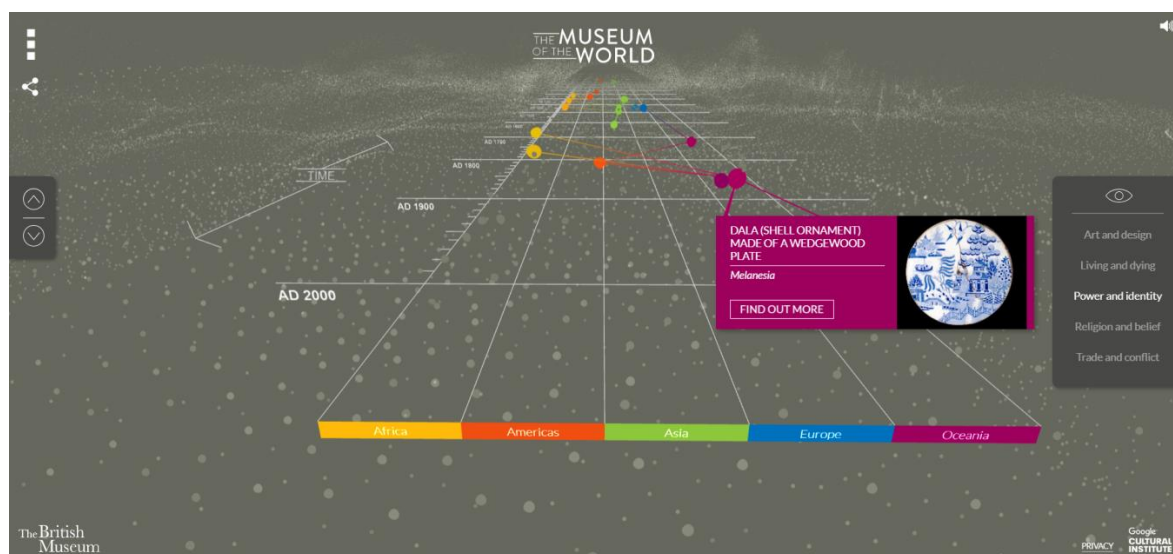 THE MUSEUM
OF THE WORLD
TIME
AD 1700
AD 1800
AD 1900
AD 2000
DALA (SHELL ORNAMENT)
MADE OF A WEDGEWOOD
PLATE
Melanesia
FIND OUT MORE
Art and design
Living and dying
Power and identity
Religion and belief
Trade and conflict
Africa
Americas
Asia
Europe
Oceania
The British
Museum
PRIVACY
Google
CULTURAL
INSTITUTE